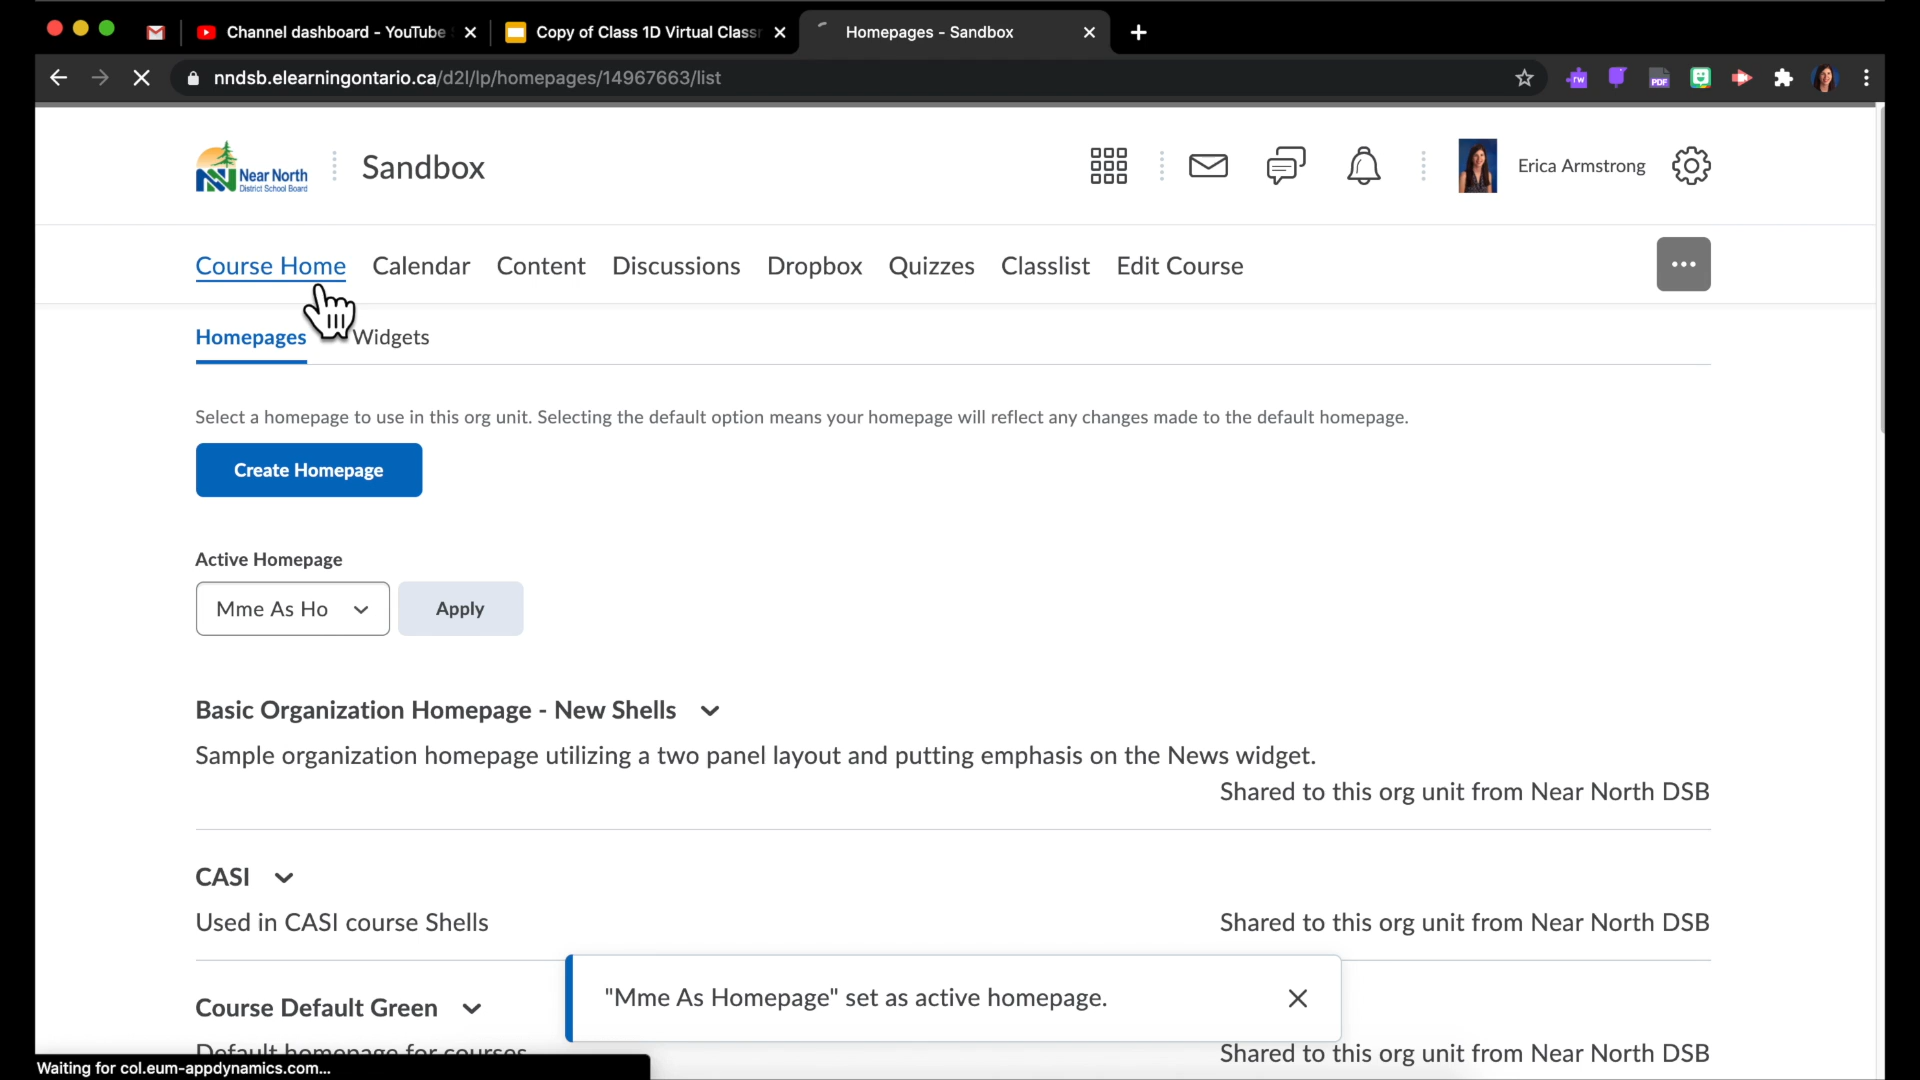 Channel dashboard - YouTube
Copy of Class 1D Virtual Classr
Homepages - Sandbox
nndsb.elearningontario.ca/d2l/lp/homepages/14967663/list
rw
PDF
Near North
District School Board
Sandbox
Erica Armstrong
Course Home
Calendar
Content
Discussions
Dropbox
Quizzes
Classlist
Edit Course
Homepages
Widgets
Select a homepage to use in this org unit. Selecting the default option means your homepage will reflect any changes made to the default homepage.
Create Homepage
Active Homepage
Mme As Ho
Apply
Basic Organization Homepage - New Shells
Sample organization homepage utilizing a two panel layout and putting emphasis on the News widget.
Shared to this org unit from Near North DSB
CASI
Used in CASI course Shells
Shared to this org unit from Near North DSB
Course Default Green
"Mme As Homepage" set as active homepage.
Default homepage for courses
Shared to this org unit from Near North DSB
Waiting for col.eum-appdynamics.com...